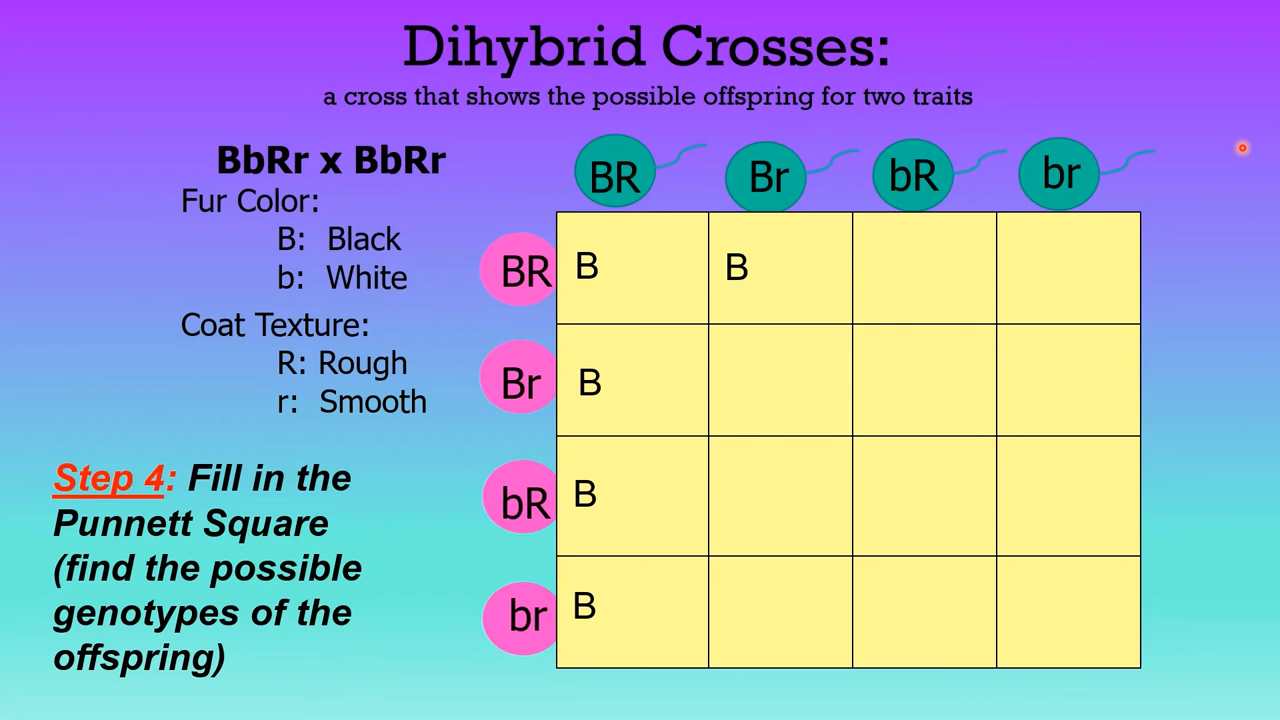 Dihybrid Crosses:
a cross that shows the possible offspring for two traits
BbRr x BbRr
Fur Color:
B: Black
b: White
Coat Texture:
R: Rough
r: Smooth
Step 4: Fill in the
Punnett Square
(find the possible
genotypes of the
offspring)
BR Br bR br
BR B B
Br B
bR B
br B